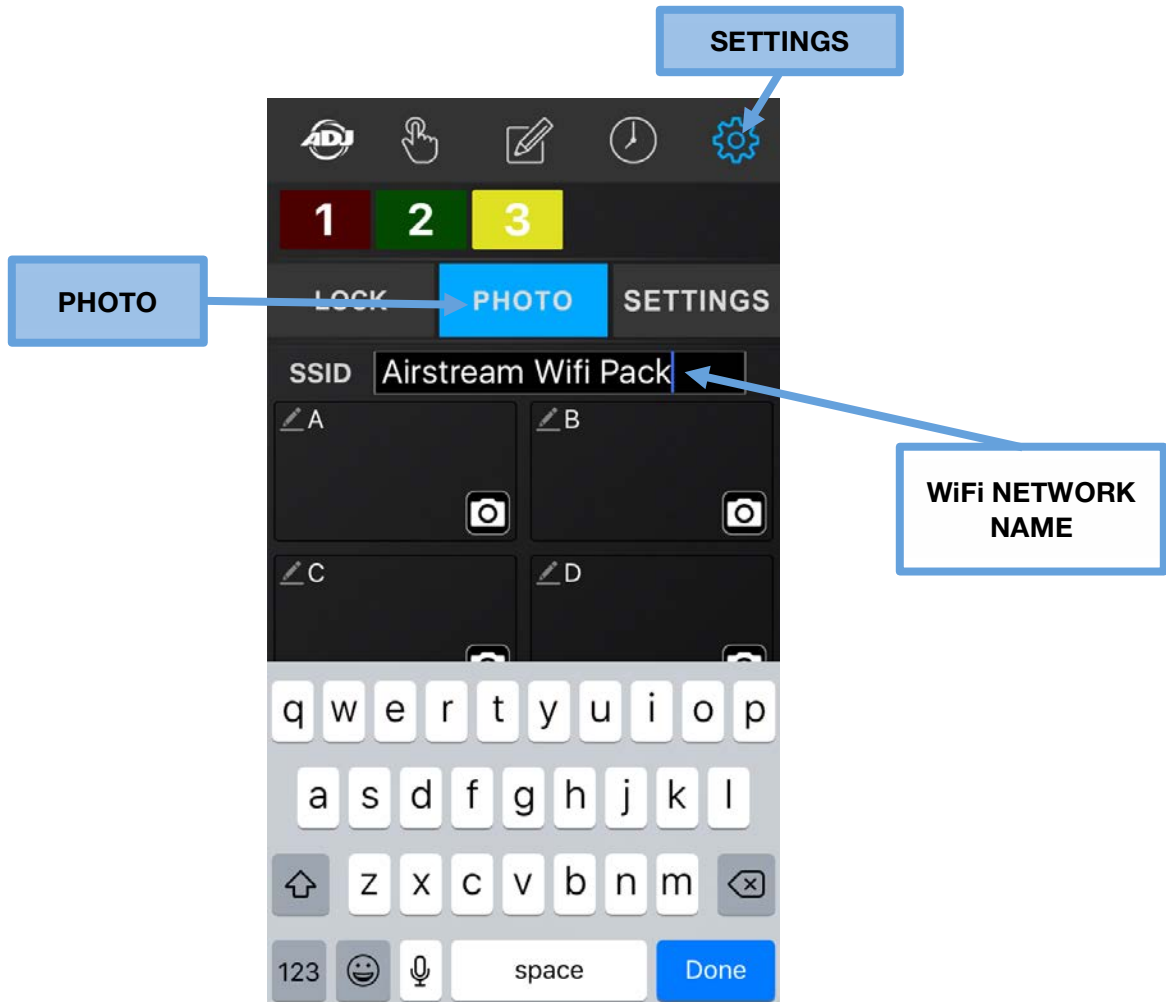 SETTINGS
ADJ
1 2 3
PHOTO
LOCK PHOTO SETTINGS
SSID Airstream Wifi Pack
A B
WiFi NETWORK
NAME
C D
q w e r t y u i o p
a s d f g h j k l
z x c v b n m
123 space Done